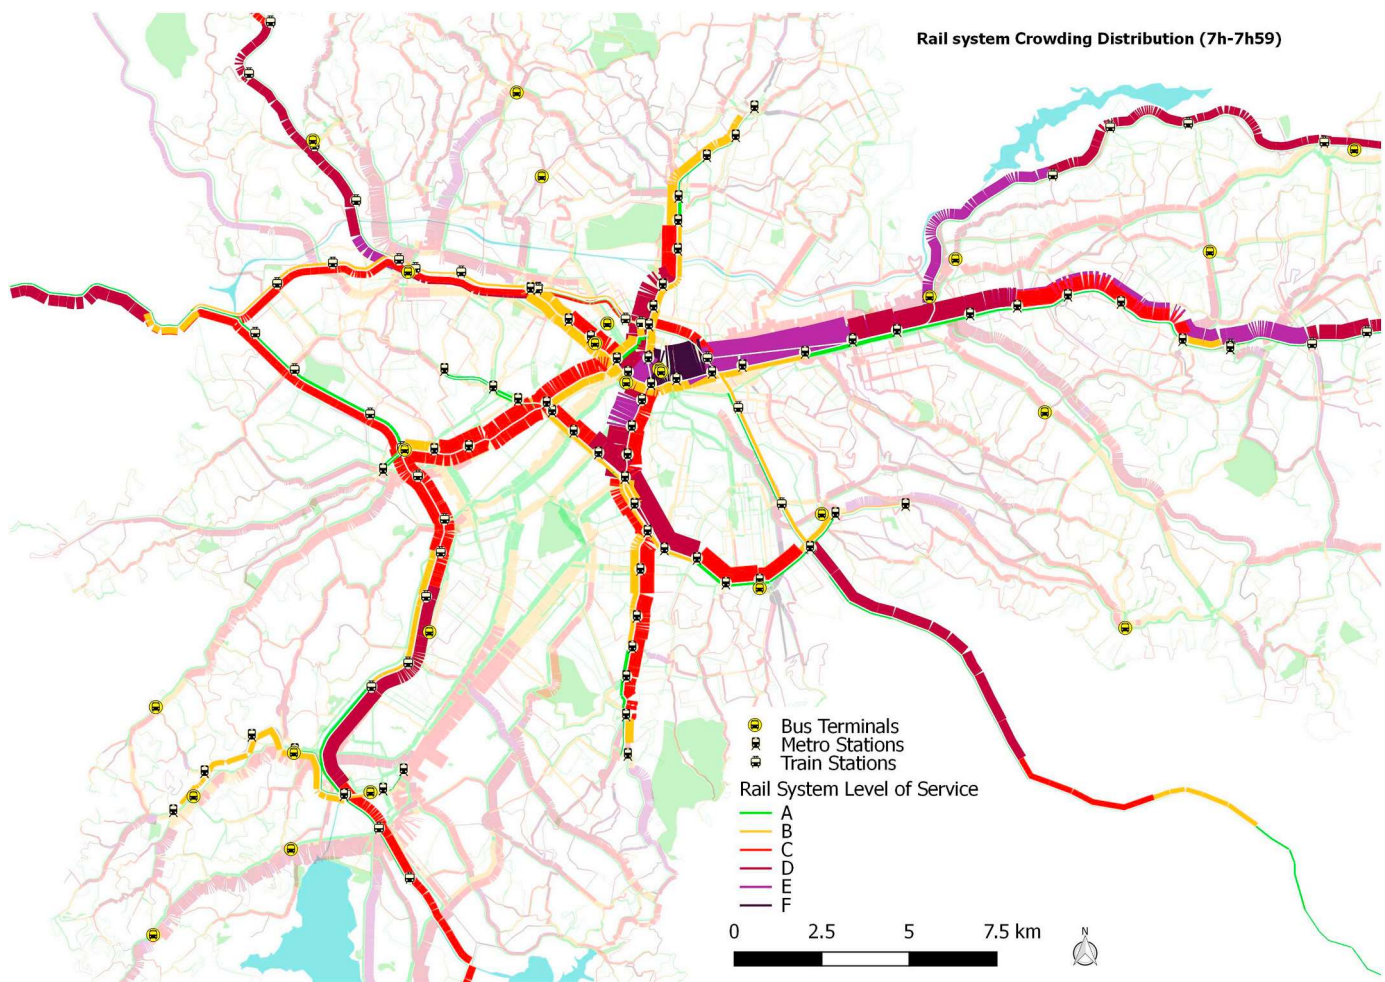 Rail system Crowding Distribution (7h-7h59)
Bus Terminals
Metro Stations
Train Stations
Rail System Level of Service
A
B
C
D
E
F
0 2.5 5 7.5 km
N